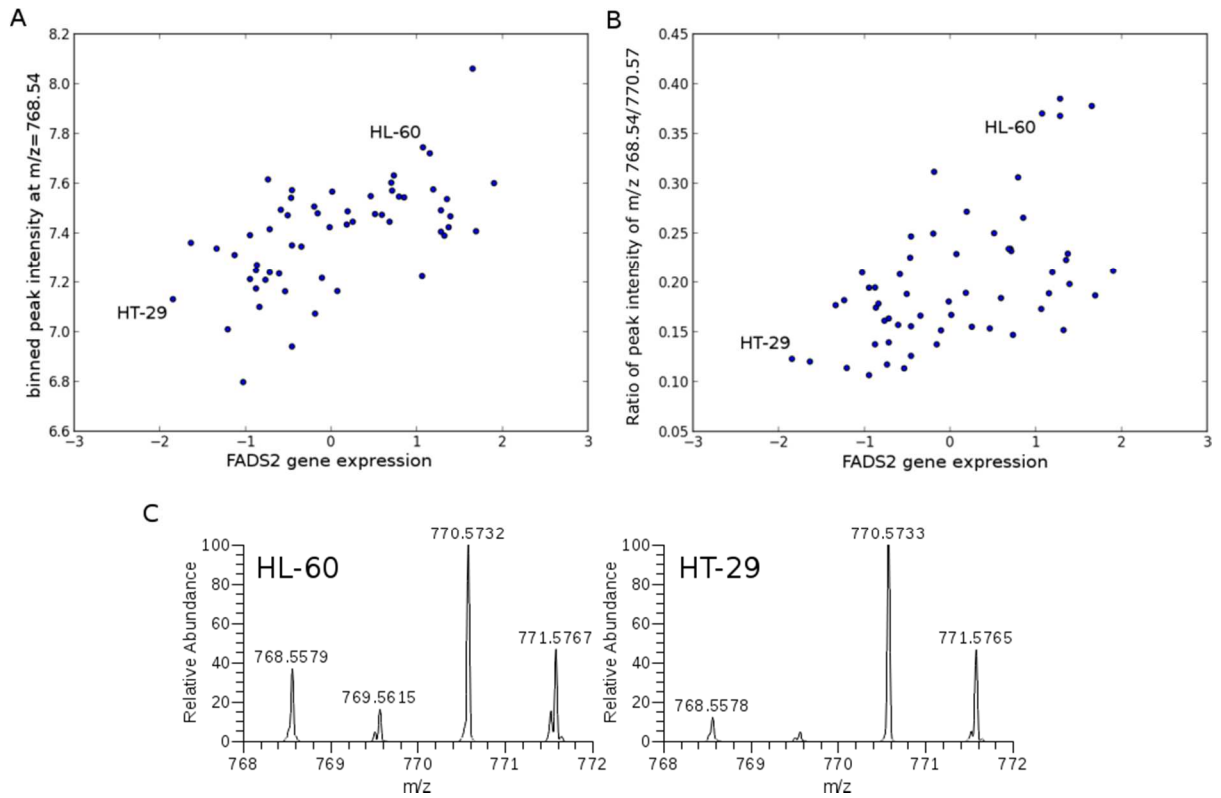 A
binned peak intensity at m/z=768.54
8.2
8.0
7.8
7.6
7.4
7.2
7.0
6.8
6.6
HL-60
HT-29
−3 −2 −1 0 1 2 3
FADS2 gene expression
B
Ratio of peak intensity of m/z 768.54/770.57
0.45
0.40
0.35
0.30
0.25
0.20
0.15
0.10
0.05
HL-60
HT-29
−3 −2 −1 0 1 2 3
FADS2 gene expression
C
Relative Abundance
100
80
60
40
20
0
HL-60
770.5732
771.5767
768.5579
769.5615
768 769 770 771 772
m/z
Relative Abundance
100
80
60
40
20
0
HT-29
770.5733
771.5765
768.5578
768 769 770 771 772
m/z